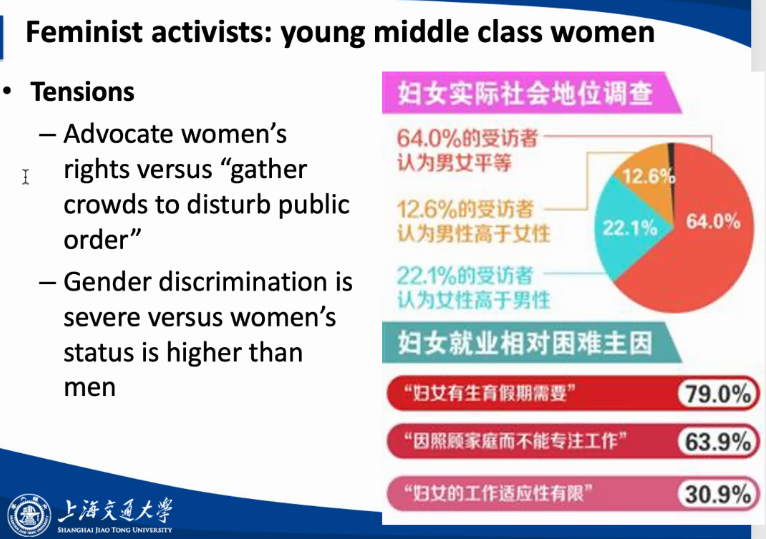 Feminist activists: young middle class women
• Tensions
– Advocate women’s
rights versus “gather
crowds to disturb public
order”
– Gender discrimination is
severe versus women’s
status is higher than
men
妇女实际社会地位调查
64.0%的受访者
认为男女平等
12.6%的受访者
认为男性高于女性
22.1%的受访者
认为女性高于男性
12.6%
22.1%
64.0%
妇女就业相对困难主因
“妇女有生育假期需要” 79.0%
“因照顾家庭而不能专注工作” 63.9%
“妇女的工作适应性有限” 30.9%
上海交通大学
SHANGHAI JIAO TONG UNIVERSITY